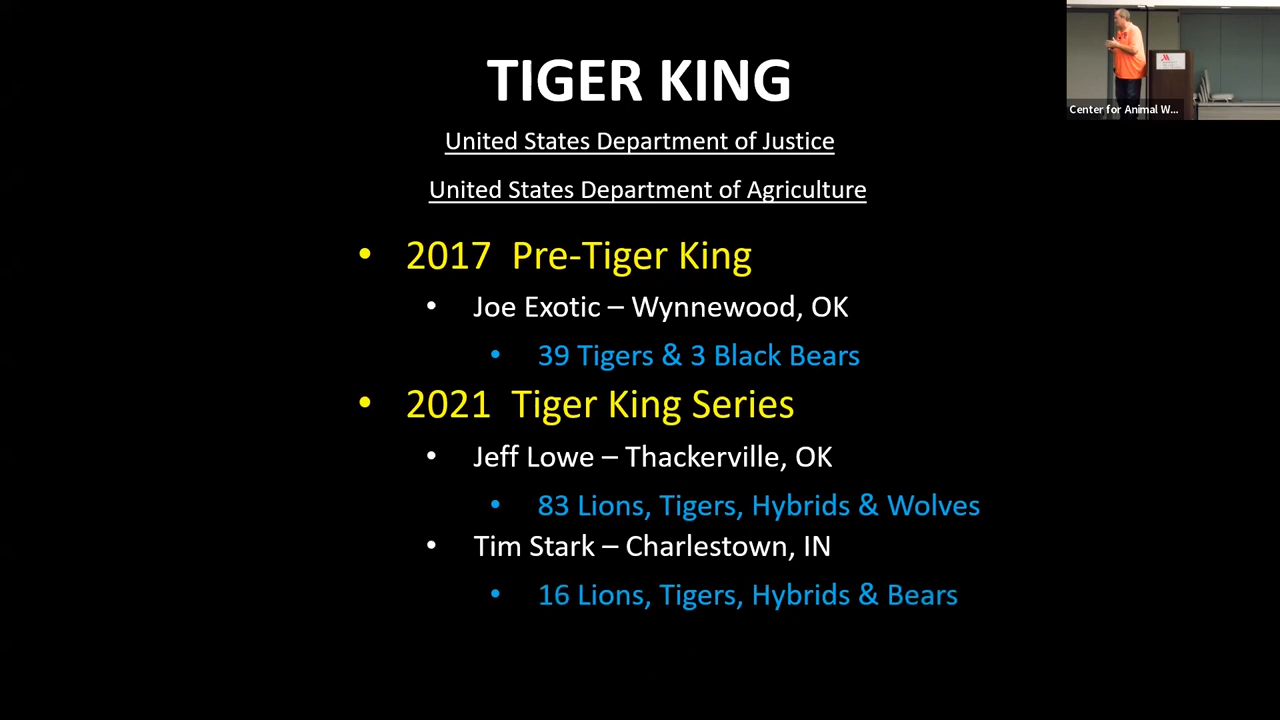 TIGER KING
United States Department of Justice
United States Department of Agriculture
• 2017 Pre-Tiger King
• Joe Exotic – Wynnewood, OK
• 39 Tigers & 3 Black Bears
• 2021 Tiger King Series
• Jeff Lowe – Thackerville, OK
• 83 Lions, Tigers, Hybrids & Wolves
• Tim Stark – Charlestown, IN
• 16 Lions, Tigers, Hybrids & Bears
Center for Animal W...